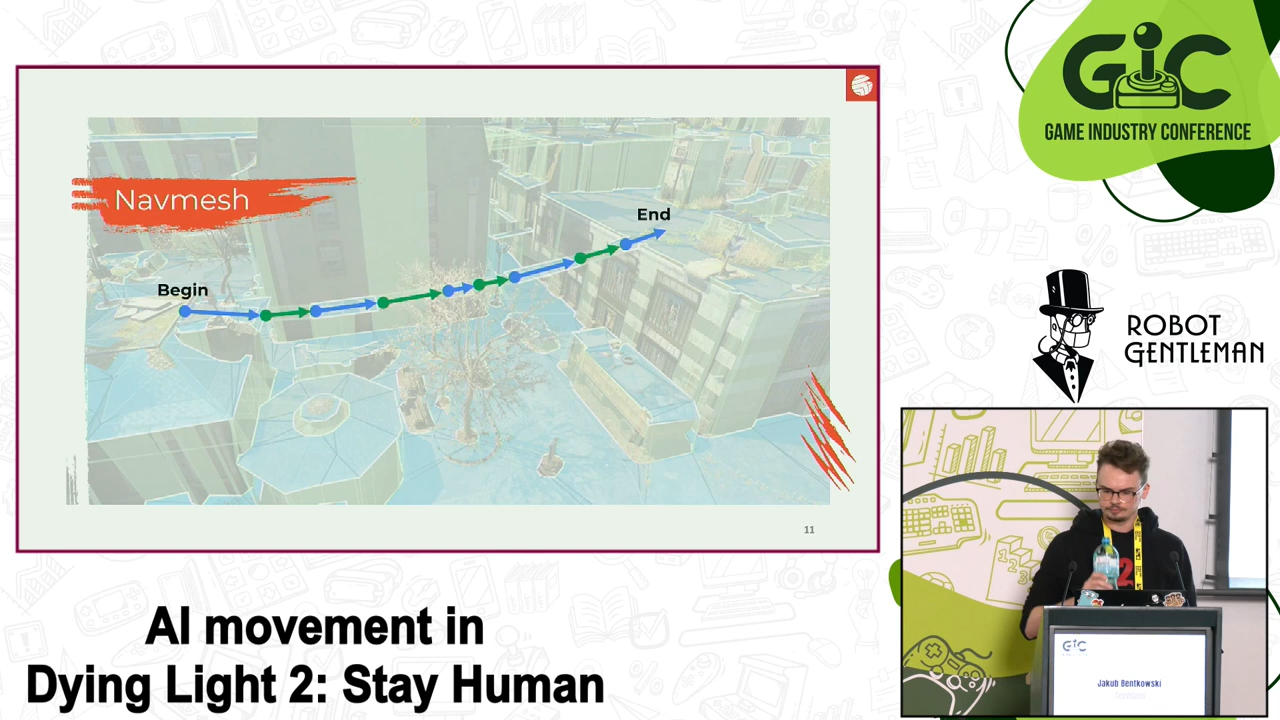 Navmesh
Begin
End
11
GIC
GAME INDUSTRY CONFERENCE
ROBOT
GENTLEMAN
AI movement in
Dying Light 2: Stay Human
GIC
Jakub Bentkowski